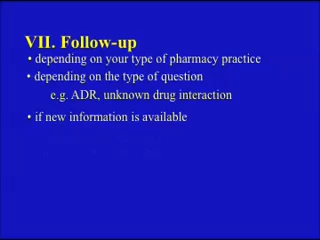 VII. Follow-up
• depending on your type of pharmacy practice
• depending on the type of question
e.g. ADR, unknown drug interaction
• if new information is available